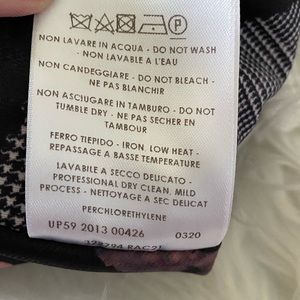 P
NON LAVARE IN ACQUA - DO NOT WASH
- NON LAVABLE A L'EAU
NON CANDEGGIARE - DO NOT BLEACH -
NE PAS BLANCHIR
NON ASCIUGARE IN TAMBURO - DO NOT
TUMBLE DRY - NE PAS SECHER EN
TAMBOUR
FERRO TIEPIDO - IRON, LOW HEAT -
REPASSAGE A BASSE TEMPERATURE
LAVABILE A SECCO DELICATO -
PROFESSIONAL DRY CLEAN, MILD
PROCESS - NETTOYAGE A SEC DELICAT
PERCHLORETHYLENE
UP59 2013 00426 0320